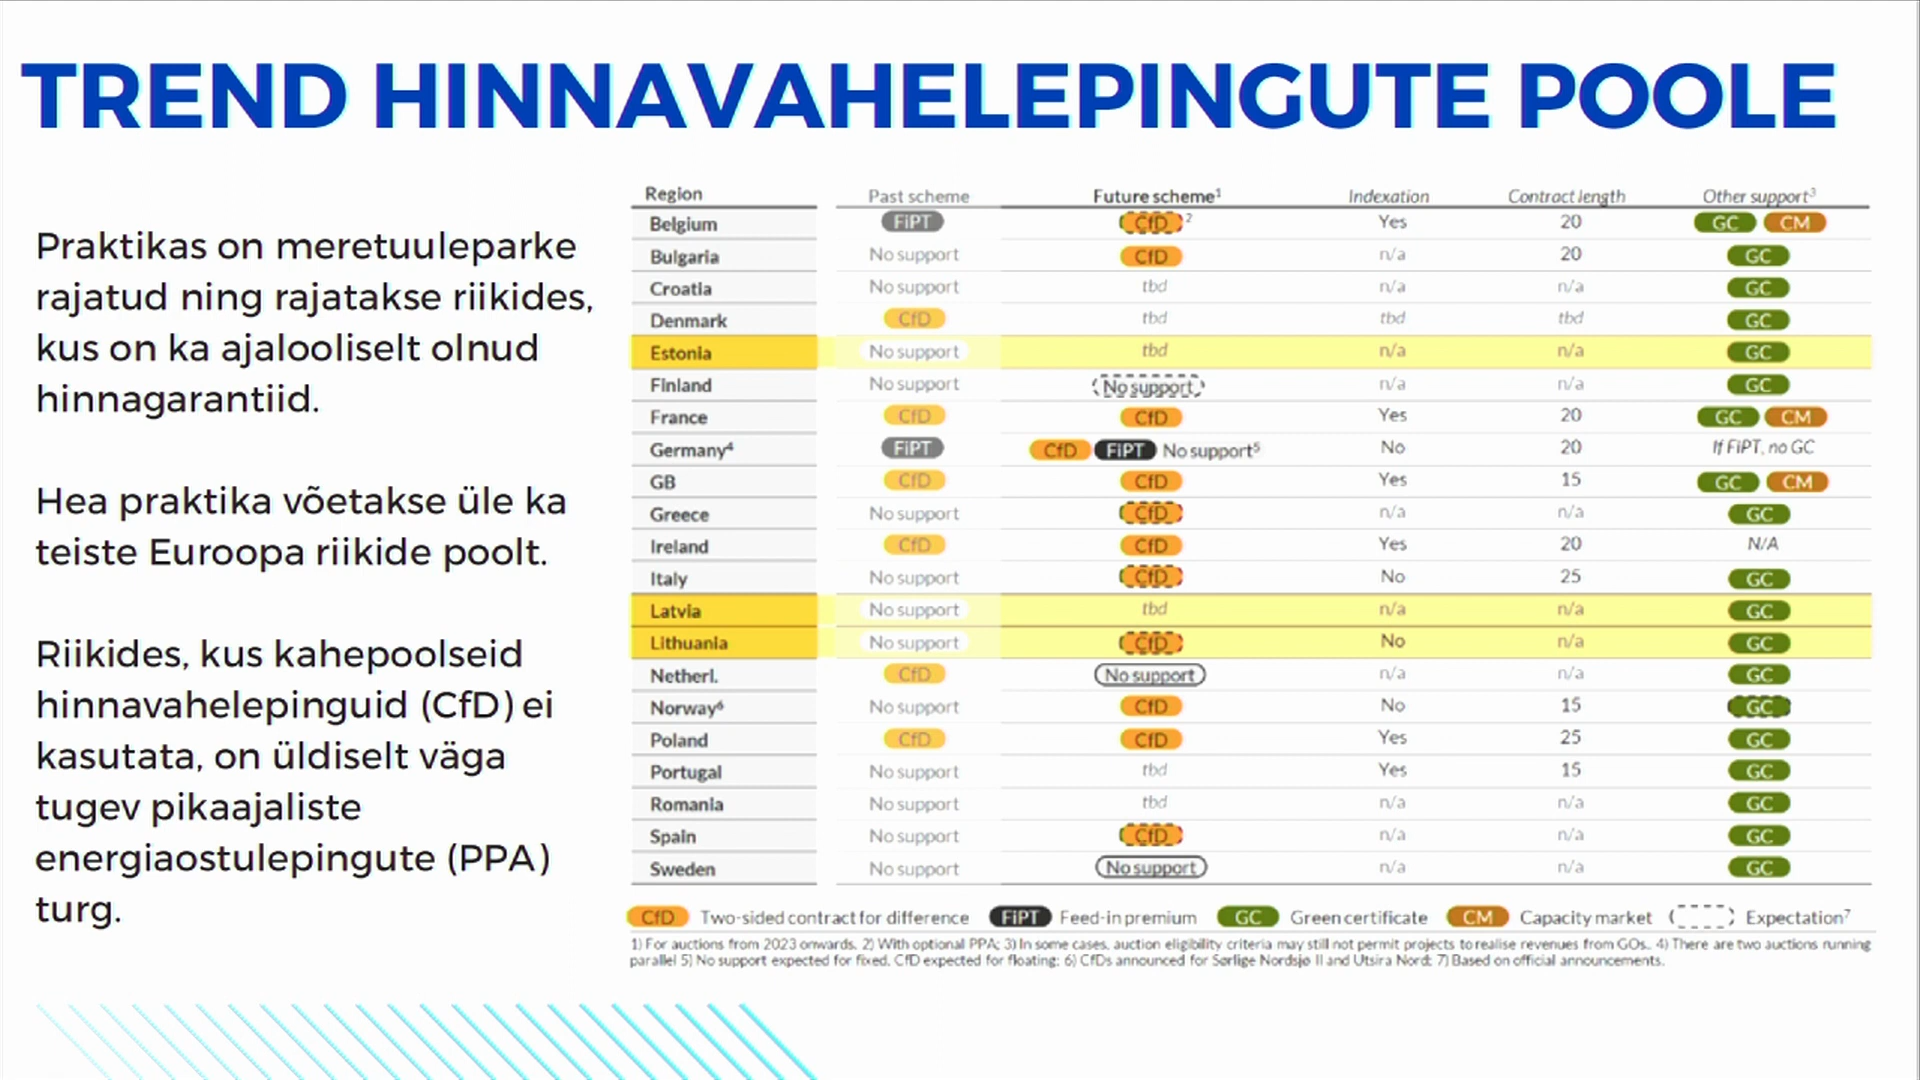 TREND HINNAVAHELEPINGUTE POOLE
Praktikas on meretuuleparke
rajatud ning rajatakse riikides,
kus on ka ajalooliselt olnud
hinnagarantiid.
Hea praktika võetakse üle ka
teiste Euroopa riikide poolt.
Riikides, kus kahepoolseid
hinnavahelepinguid (CfD) ei
kasutata, on üldiselt väga
tugev pikaajaliste
energiaostulepingute (PPA)
turg.
Region Past scheme Future scheme¹ Indexation Contract length Other support³
Belgium FiPT CfD ² Yes 20 GC CM
Bulgaria No support CfD n/a 20 GC
Croatia No support tbd n/a n/a GC
Denmark CfD tbd tbd tbd GC
Estonia No support tbd n/a n/a GC
Finland No support No support n/a n/a GC
France CfD CfD Yes 20 GC CM
Germany⁴ FiPT CfD FiPT No support⁵ No 20 If FiPT, no GC
GB CfD CfD Yes 15 GC CM
Greece No support CfD n/a n/a GC
Ireland CfD CfD Yes 20 N/A
Italy No support CfD No 25 GC
Latvia No support tbd n/a n/a GC
Lithuania No support CfD No n/a GC
Netherl. CfD No support n/a n/a GC
Norway⁶ No support CfD No 15 GC
Poland CfD CfD Yes 25 GC
Portugal No support tbd Yes 15 GC
Romania No support tbd n/a n/a GC
Spain No support CfD n/a n/a GC
Sweden No support No support n/a n/a GC
CfD Two-sided contract for difference FiPT Feed-in premium GC Green certificate CM Capacity market Expectation⁷
1) For auctions from 2023 onwards. 2) With optional PPA; 3) In some cases, auction eligibility criteria may still not permit projects to realise revenues from GOs.. 4) There are two auctions running
parallel 5) No support expected for fixed, CfD expected for floating; 6) CfDs announced for Sørlige Nordsjø II and Utsira Nord; 7) Based on official announcements.